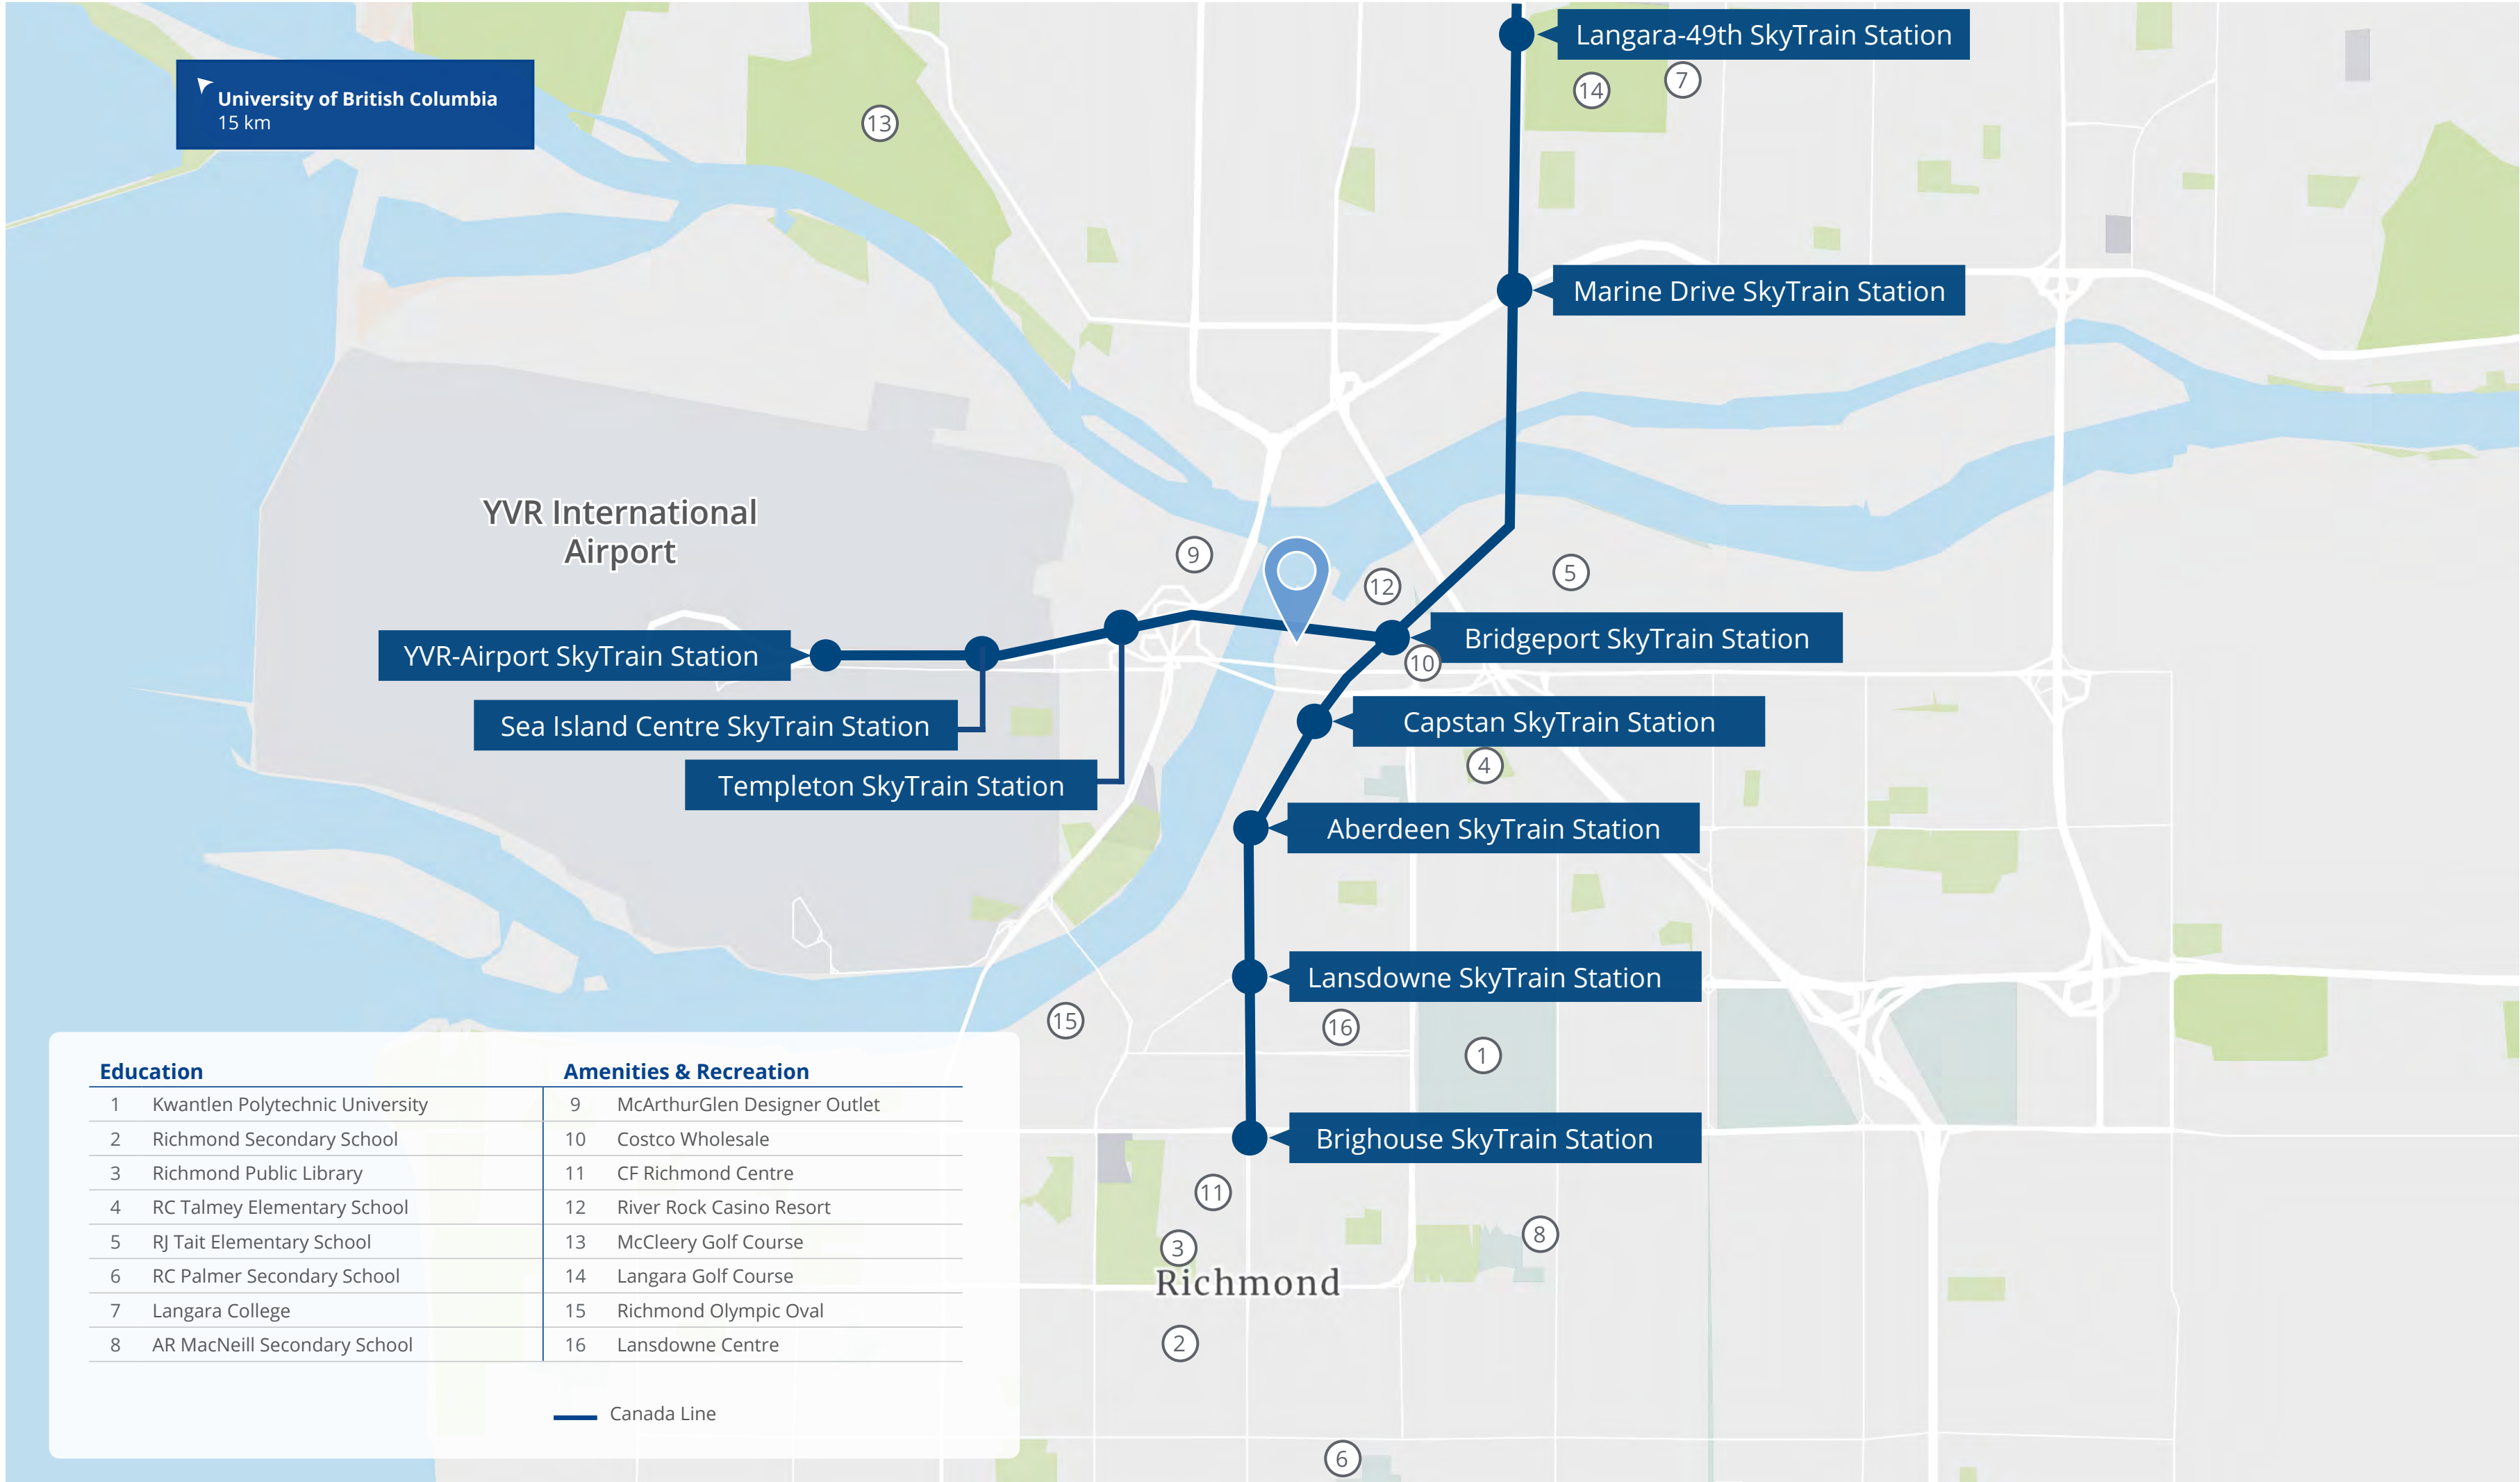 Langara-49th SkyTrain Station
14
7
University of British Columbia
15 km
13
Marine Drive SkyTrain Station
YVR International
Airport
9
12
5
YVR-Airport SkyTrain Station
Bridgeport SkyTrain Station
10
Sea Island Centre SkyTrain Station
Capstan SkyTrain Station
4
Templeton SkyTrain Station
Aberdeen SkyTrain Station
Lansdowne SkyTrain Station
15
16
1
Brighouse SkyTrain Station
11
8
3
Richmond
2
6
Education
1 Kwantlen Polytechnic University
2 Richmond Secondary School
3 Richmond Public Library
4 RC Talmey Elementary School
5 RJ Tait Elementary School
6 RC Palmer Secondary School
7 Langara College
8 AR MacNeill Secondary School
Amenities & Recreation
9 McArthurGlen Designer Outlet
10 Costco Wholesale
11 CF Richmond Centre
12 River Rock Casino Resort
13 McCleery Golf Course
14 Langara Golf Course
15 Richmond Olympic Oval
16 Lansdowne Centre
Canada Line